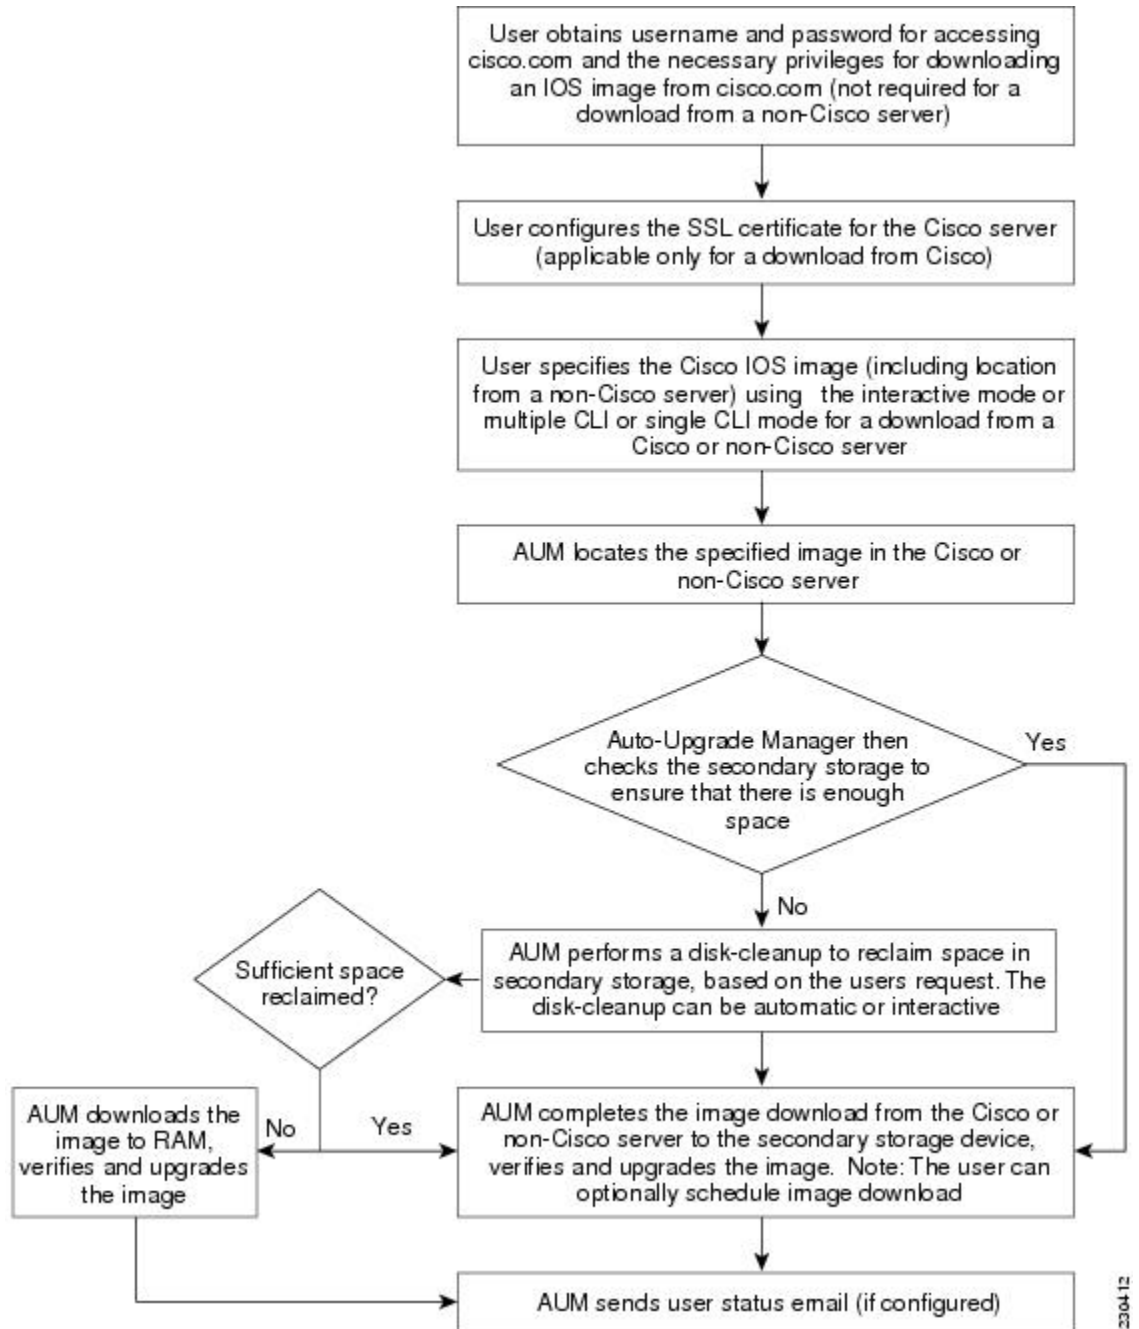 User obtains username and password for accessing
cisco.com and the necessary privileges for downloading
an IOS image from cisco.com (not required for a
download from a non-Cisco server)
User configures the SSL certificate for the Cisco server
(applicable only for a download from Cisco)
User specifies the Cisco IOS image (including location
from a non-Cisco server) using the interactive mode or
multiple CLI or single CLI mode for a download from a
Cisco or non-Cisco server
AUM locates the specified image in the Cisco or
non-Cisco server
Auto-Upgrade Manager then
checks the secondary storage to
ensure that there is enough
space
Yes
No
AUM performs a disk-cleanup to reclaim space in
secondary storage, based on the users request. The
disk-cleanup can be automatic or interactive
Sufficient space
reclaimed?
No
Yes
AUM downloads the
image to RAM,
verifies and upgrades
the image
AUM completes the image download from the Cisco or
non-Cisco server to the secondary storage device,
verifies and upgrades the image. Note: The user can
optionally schedule image download
AUM sends user status email (if configured)
230412